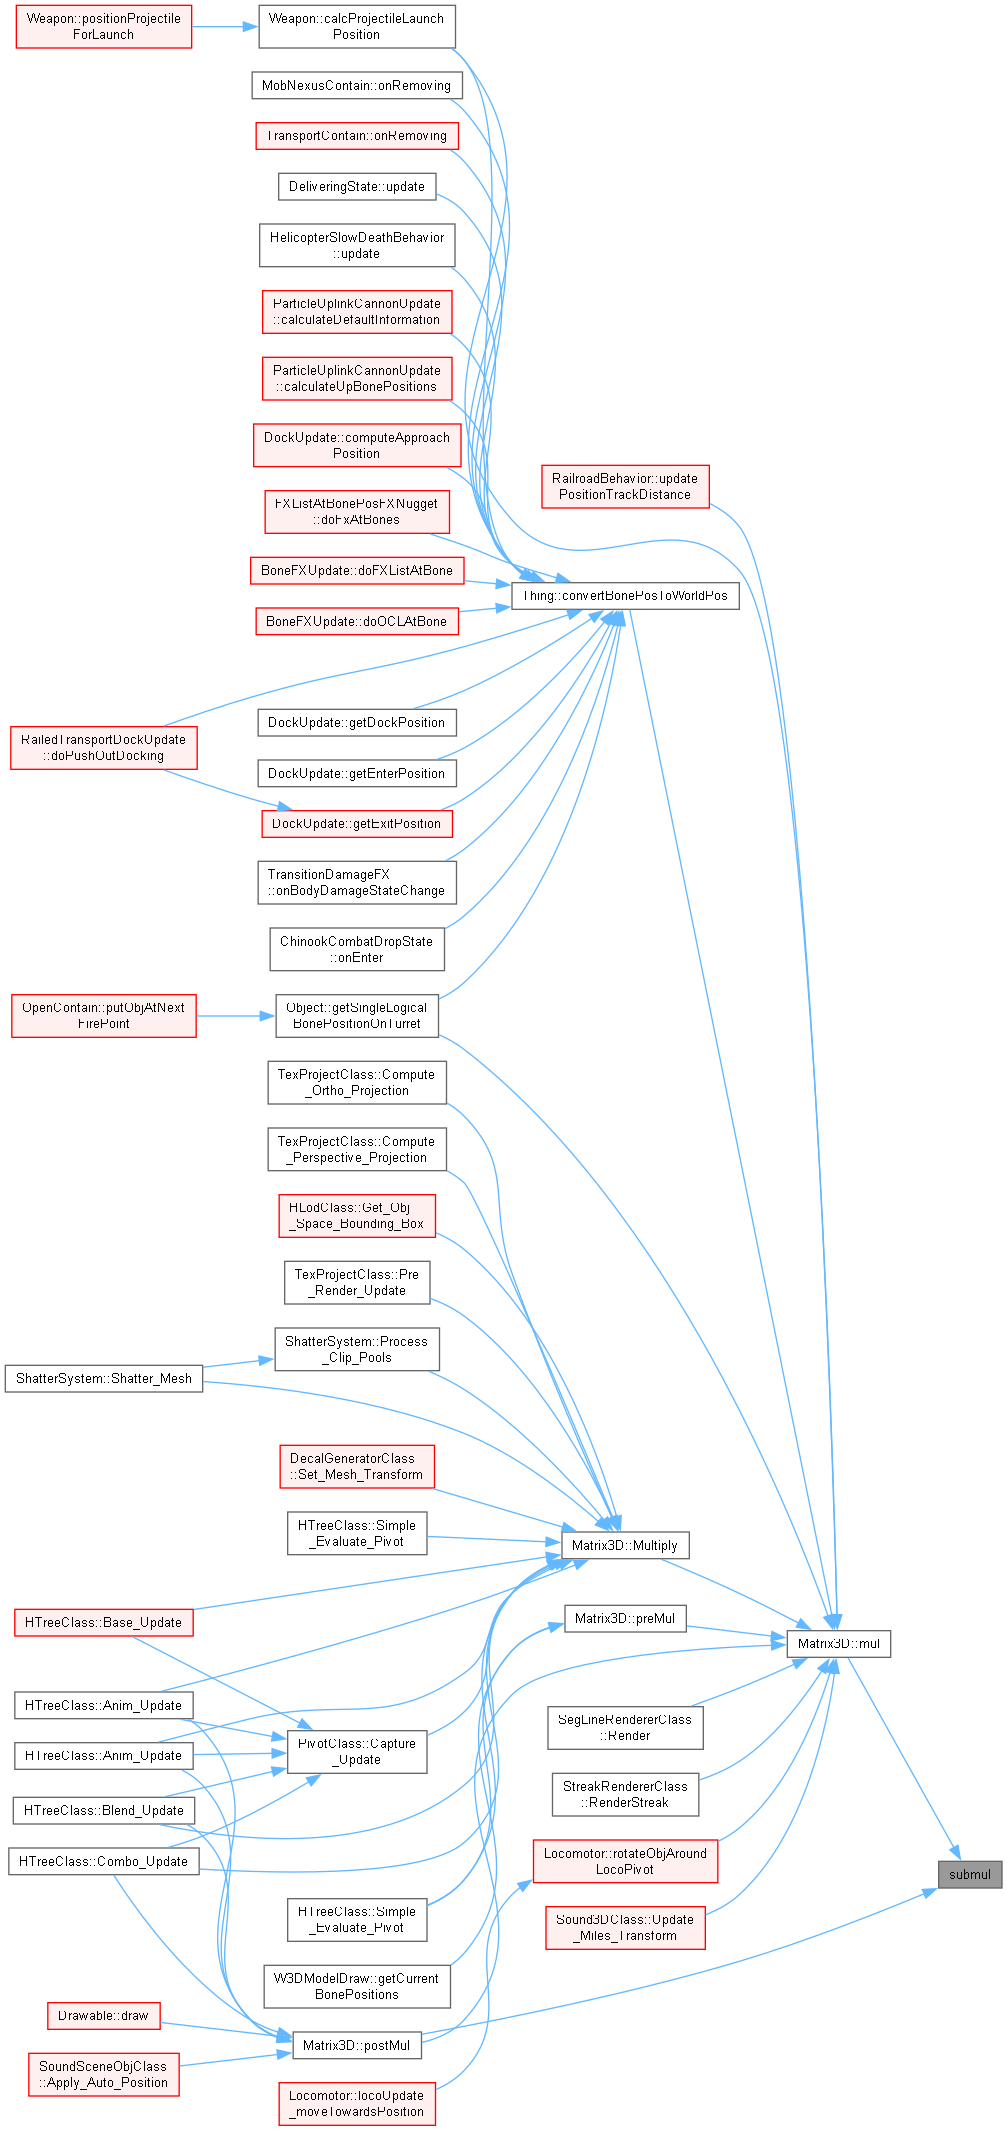 Weapon::positionProjectile
ForLaunch
Weapon::calcProjectileLaunch
Position
MobNexusContain::onRemoving
TransportContain::onRemoving
DeliveringState::update
HelicopterSlowDeathBehavior
::update
ParticleUplinkCannonUpdate
::calculateDefaultInformation
ParticleUplinkCannonUpdate
::calculateUpBonePositions
DockUpdate::computeApproach
Position
RailroadBehavior::update
PositionTrackDistance
FXListAtBonePosFXNugget
::doFxAtBones
BoneFXUpdate::doFXListAtBone
Thing::convertBonePosToWorldPos
BoneFXUpdate::doOCLAtBone
DockUpdate::getDockPosition
RailedTransportDockUpdate
::doPushOutDocking
DockUpdate::getEnterPosition
DockUpdate::getExitPosition
TransitionDamageFX
::onBodyDamageStateChange
ChinookCombatDropState
::onEnter
OpenContain::putObjAtNext
FirePoint
Object::getSingleLogical
BonePositionOnTurret
TexProjectClass::Compute
_Ortho_Projection
TexProjectClass::Compute
_Perspective_Projection
HLodClass::Get_Obj
_Space_Bounding_Box
TexProjectClass::Pre
_Render_Update
ShatterSystem::Process
_Clip_Pools
ShatterSystem::Shatter_Mesh
DecalGeneratorClass
::Set_Mesh_Transform
HTreeClass::Simple
_Evaluate_Pivot
Matrix3D::Multiply
HTreeClass::Base_Update
Matrix3D::preMul
Matrix3D::mul
HTreeClass::Anim_Update
SegLineRendererClass
::Render
HTreeClass::Anim_Update
PivotClass::Capture
_Update
StreakRendererClass
::RenderStreak
HTreeClass::Blend_Update
HTreeClass::Combo_Update
Locomotor::rotateObjAround
LocoPivot
submul
HTreeClass::Simple
_Evaluate_Pivot
Sound3DClass::Update
_Miles_Transform
W3DModelDraw::getCurrent
BonePositions
Drawable::draw
Matrix3D::postMul
SoundSceneObjClass
::Apply_Auto_Position
Locomotor::locoUpdate
_moveTowardsPosition